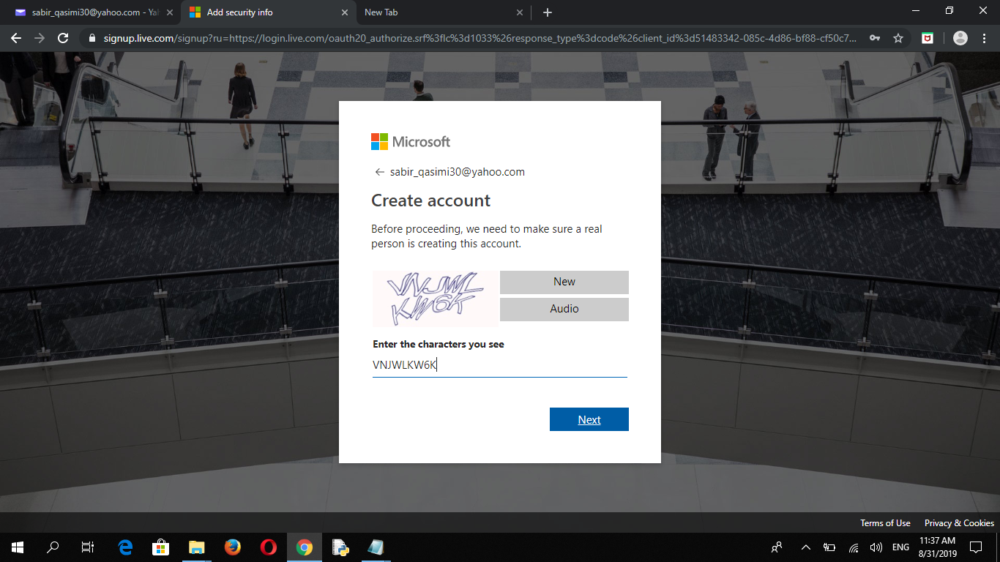 sabir_qasimi30@yahoo.com - Yah
Add security info
New Tab
signup.live.com/signup?ru=https://login.live.com/oauth20_authorize.srf%3flc%3d1033%26response_type%3dcode%26client_id%3d51483342-085c-4d86-bf88-cf50c7...
Microsoft
sabir_qasimi30@yahoo.com
Create account
Before proceeding, we need to make sure a real
person is creating this account.
VNJWL
KW6K
New
Audio
Enter the characters you see
VNJWLKW6K
Next
Terms of Use Privacy & Cookies
ENG
11:37 AM
8/31/2019